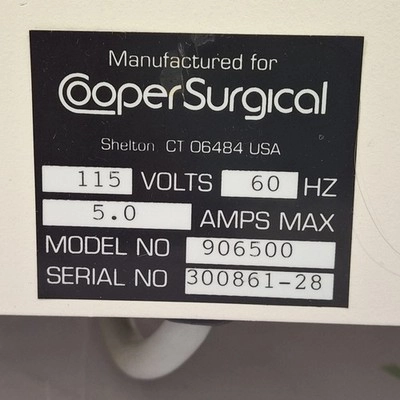 Manufactured for
CooperSurgical
Shelton CT 06484 USA
115 VOLTS 60 HZ
5.0 AMPS MAX
MODEL NO 906500
SERIAL NO 300861-28